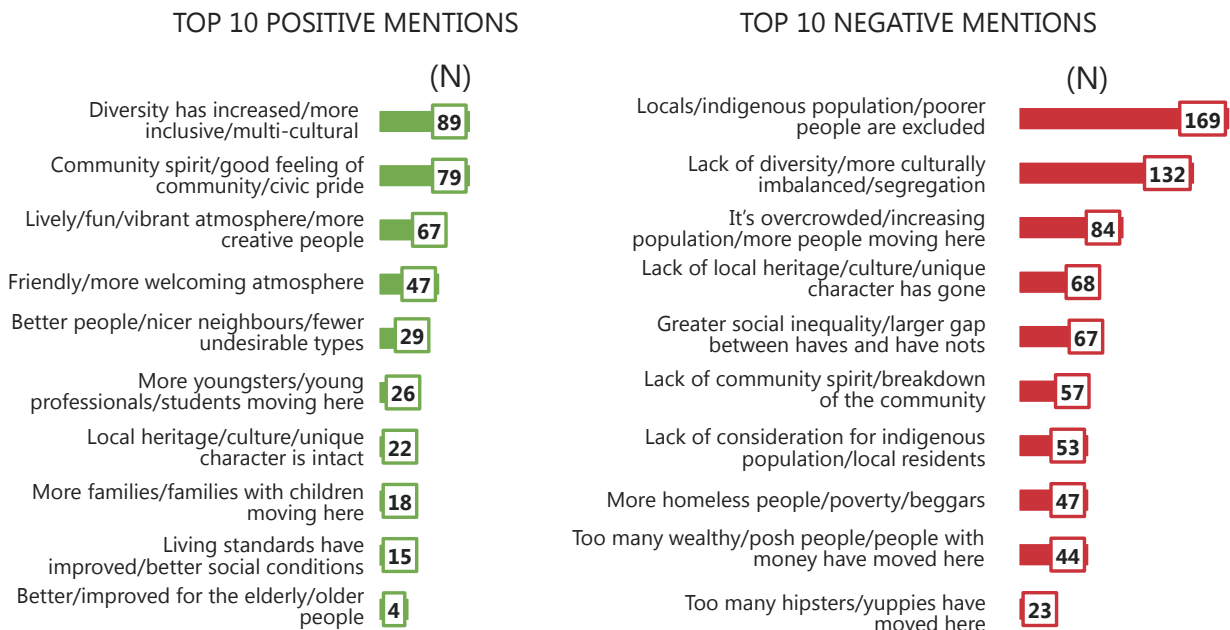 TOP 10 POSITIVE MENTIONS
(N)
Diversity has increased/more
inclusive/multi-cultural
89
Community spirit/good feeling of
community/civic pride
79
Lively/fun/vibrant atmosphere/more
creative people
67
Friendly/more welcoming atmosphere
47
Better people/nicer neighbours/fewer
undesirable types
29
More youngsters/young
professionals/students moving here
26
Local heritage/culture/unique
character is intact
22
More families/families with children
moving here
18
Living standards have
improved/better social conditions
15
Better/improved for the elderly/older
people
4
TOP 10 NEGATIVE MENTIONS
(N)
Locals/indigenous population/poorer
people are excluded
169
Lack of diversity/more culturally
imbalanced/segregation
132
It’s overcrowded/increasing
population/more people moving here
84
Lack of local heritage/culture/unique
character has gone
68
Greater social inequality/larger gap
between haves and have nots
67
Lack of community spirit/breakdown
of the community
57
Lack of consideration for indigenous
population/local residents
53
More homeless people/poverty/beggars
47
Too many wealthy/posh people/people with
money have moved here
44
Too many hipsters/yuppies have
moved here
23